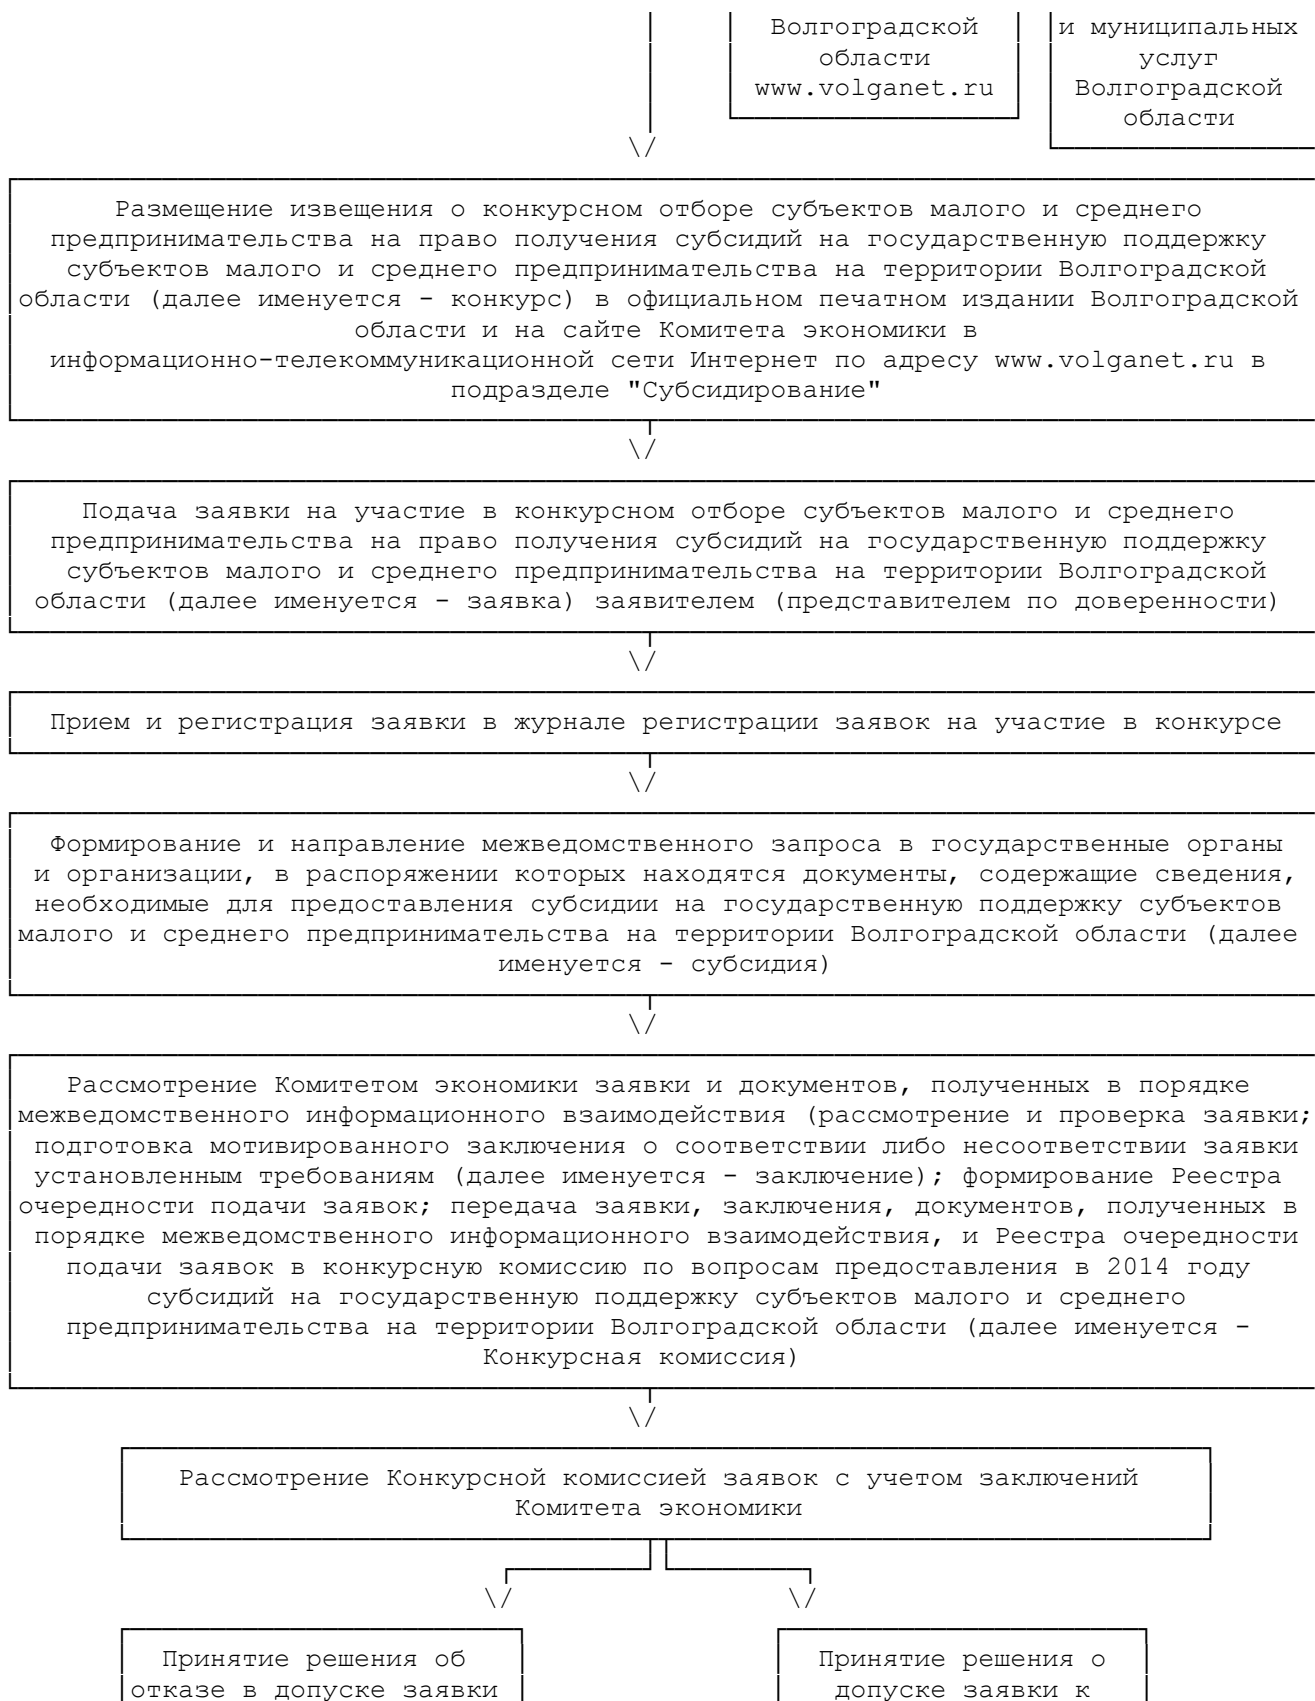 Волгоградской
области
www.volganet.ru
и муниципальных
услуг
Волгоградской
области
Размещение извещения о конкурсном отборе субъектов малого и среднего
предпринимательства на право получения субсидий на государственную поддержку
субъектов малого и среднего предпринимательства на территории Волгоградской
области (далее именуется - конкурс) в официальном печатном издании Волгоградской
области и на сайте Комитета экономики в
информационно-телекоммуникационной сети Интернет по адресу www.volganet.ru в
подразделе "Субсидирование"
Подача заявки на участие в конкурсном отборе субъектов малого и среднего
предпринимательства на право получения субсидий на государственную поддержку
субъектов малого и среднего предпринимательства на территории Волгоградской
области (далее именуется - заявка) заявителем (представителем по доверенности)
Прием и регистрация заявки в журнале регистрации заявок на участие в конкурсе
Формирование и направление межведомственного запроса в государственные органы
и организации, в распоряжении которых находятся документы, содержащие сведения,
необходимые для предоставления субсидии на государственную поддержку субъектов
малого и среднего предпринимательства на территории Волгоградской области (далее
именуется - субсидия)
Рассмотрение Комитетом экономики заявки и документов, полученных в порядке
межведомственного информационного взаимодействия (рассмотрение и проверка заявки;
подготовка мотивированного заключения о соответствии либо несоответствии заявки
установленным требованиям (далее именуется - заключение); формирование Реестра
очередности подачи заявок; передача заявки, заключения, документов, полученных в
порядке межведомственного информационного взаимодействия, и Реестра очередности
подачи заявок в конкурсную комиссию по вопросам предоставления в 2014 году
субсидий на государственную поддержку субъектов малого и среднего
предпринимательства на территории Волгоградской области (далее именуется -
Конкурсная комиссия)
Рассмотрение Конкурсной комиссией заявок с учетом заключений
Комитета экономики
Принятие решения об
отказе в допуске заявки
Принятие решения о
допуске заявки к